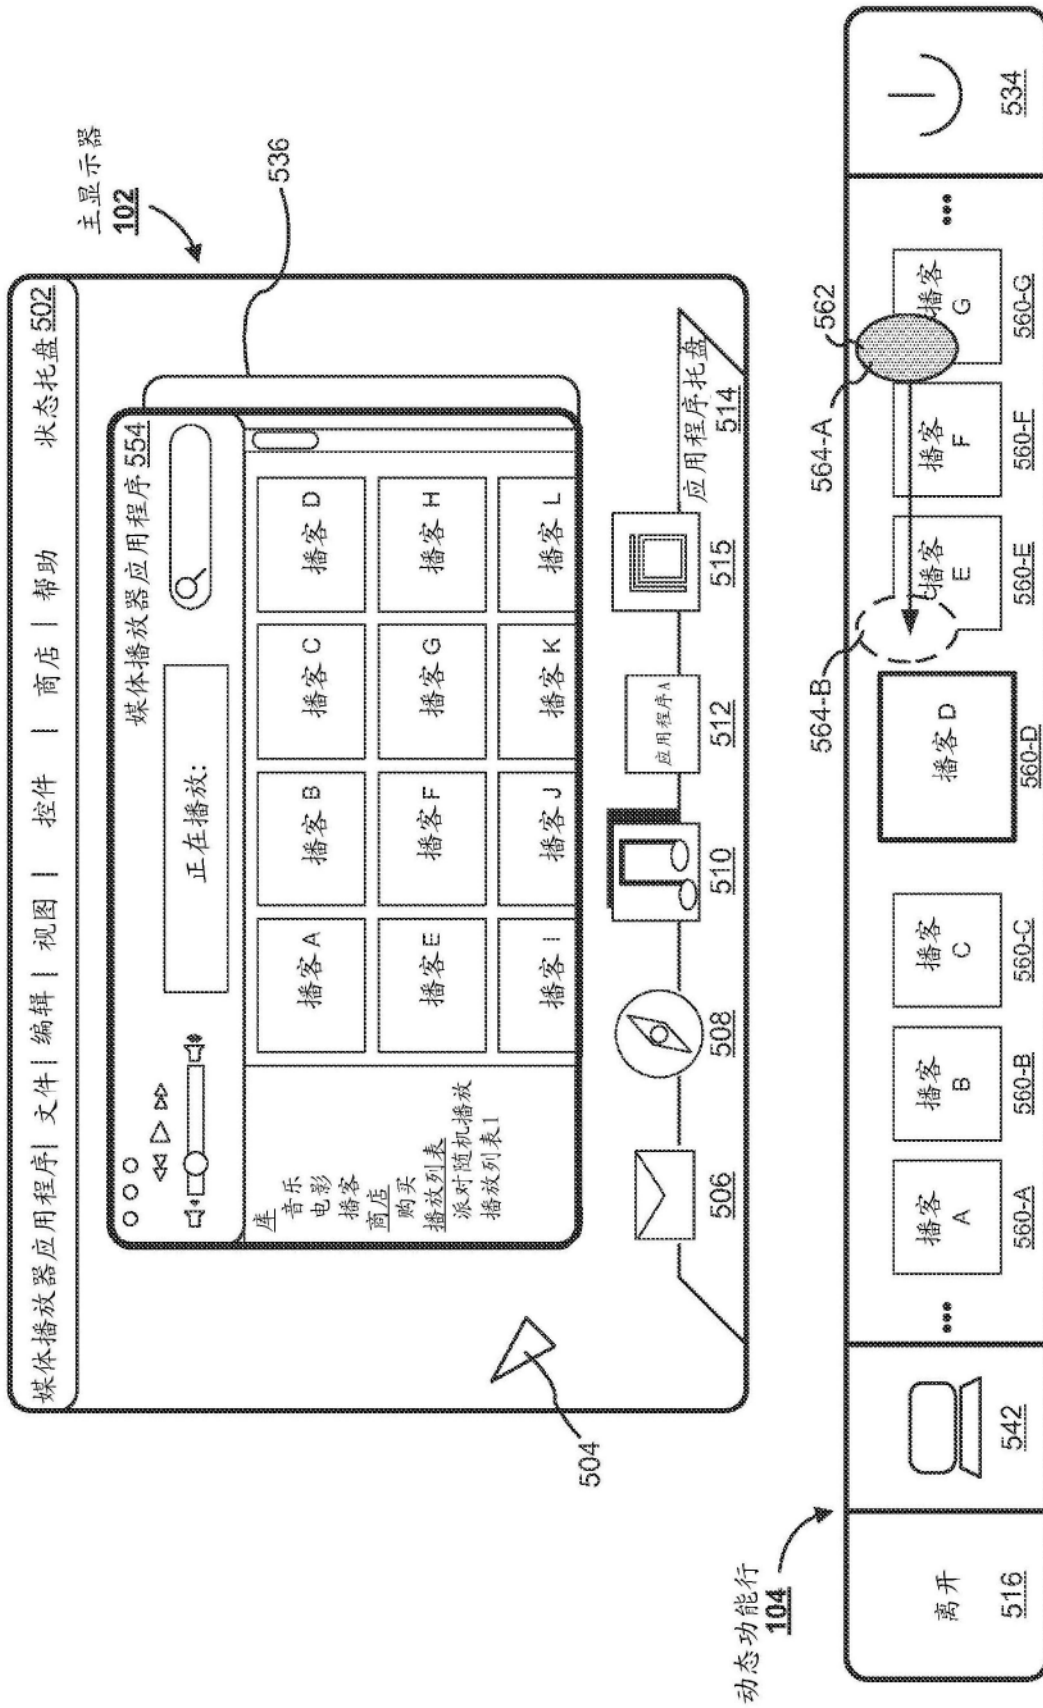 主显示器
102
536
媒体播放器应用程序| 文件| 编辑| 视图| 控件 | 商店| 帮助 状态托盘502
媒体播放器应用程序554
正在播放:
库
音乐
电影
播客
商店
购买
播放列表
派对随机播放
播放列表1
播客 A 播客 B 播客 C 播客 D
播客 E 播客 F 播客 G 播客 H
播客 I 播客 J 播客 K 播客 L
504
应用程序A
应用程序托盘
506 508 510 512 515 514
动态功能行
104
564-B 564-A 562
离开
516
542
•••
播客
A
560-A
播客
B
560-B
播客
C
560-C
播客 D
560-D
播客
E
560-E
播客
F
560-F
播客
G
560-G
•••
534